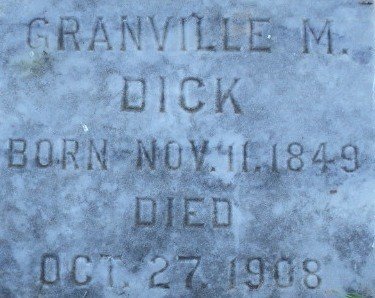 GRANVILLE M.
DICK
BORN NOV. 11. 1849
DIED
OCT. 27. 1908